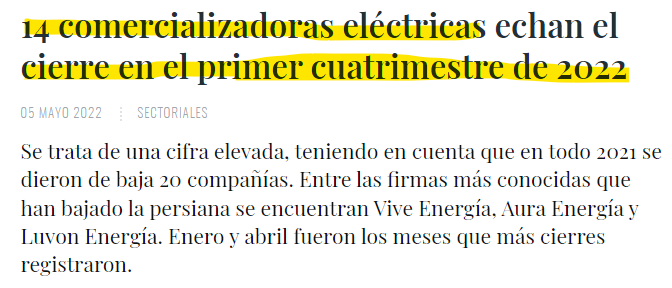 14 comercializadoras eléctricas echan el
cierre en el primer cuatrimestre de 2022
05 MAYO 2022 ⋮ SECTORIALES
Se trata de una cifra elevada, teniendo en cuenta que en todo 2021 se
dieron de baja 20 compañías. Entre las firmas más conocidas que
han bajado la persiana se encuentran Vive Energía, Aura Energía y
Luvon Energía. Enero y abril fueron los meses que más cierres
registraron.